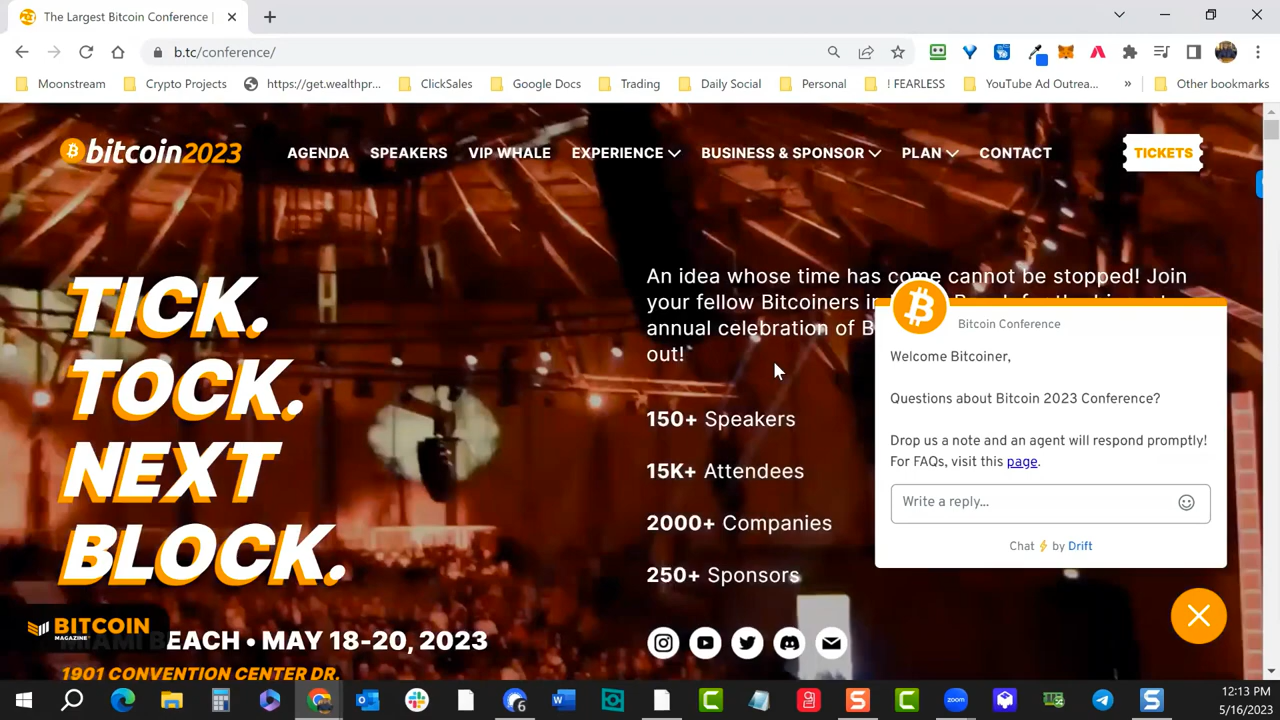 The Largest Bitcoin Conference |
b.tc/conference/
Moonstream
Crypto Projects
https://get.wealthpr...
ClickSales
Google Docs
Trading
Daily Social
Personal
! FEARLESS
YouTube Ad Outrea...
»
Other bookmarks
bitcoin2023
AGENDA
SPEAKERS
VIP WHALE
EXPERIENCE
BUSINESS & SPONSOR
PLAN
CONTACT
TICKETS
TICK.
TOCK.
NEXT
BLOCK.
BITCOIN
MAGAZINE
MIAMI BEACH • MAY 18-20, 2023
1901 CONVENTION CENTER DR.
An idea whose time has come cannot be stopped! Join
your fellow Bitcoiners in
annual celebration of B
out!
150+ Speakers
15K+ Attendees
2000+ Companies
250+ Sponsors
Bitcoin Conference
Welcome Bitcoiner,
Questions about Bitcoin 2023 Conference?
Drop us a note and an agent will respond promptly!
For FAQs, visit this page.
Write a reply...
Chat ⚡ by Drift
12:13 PM
5/16/2023